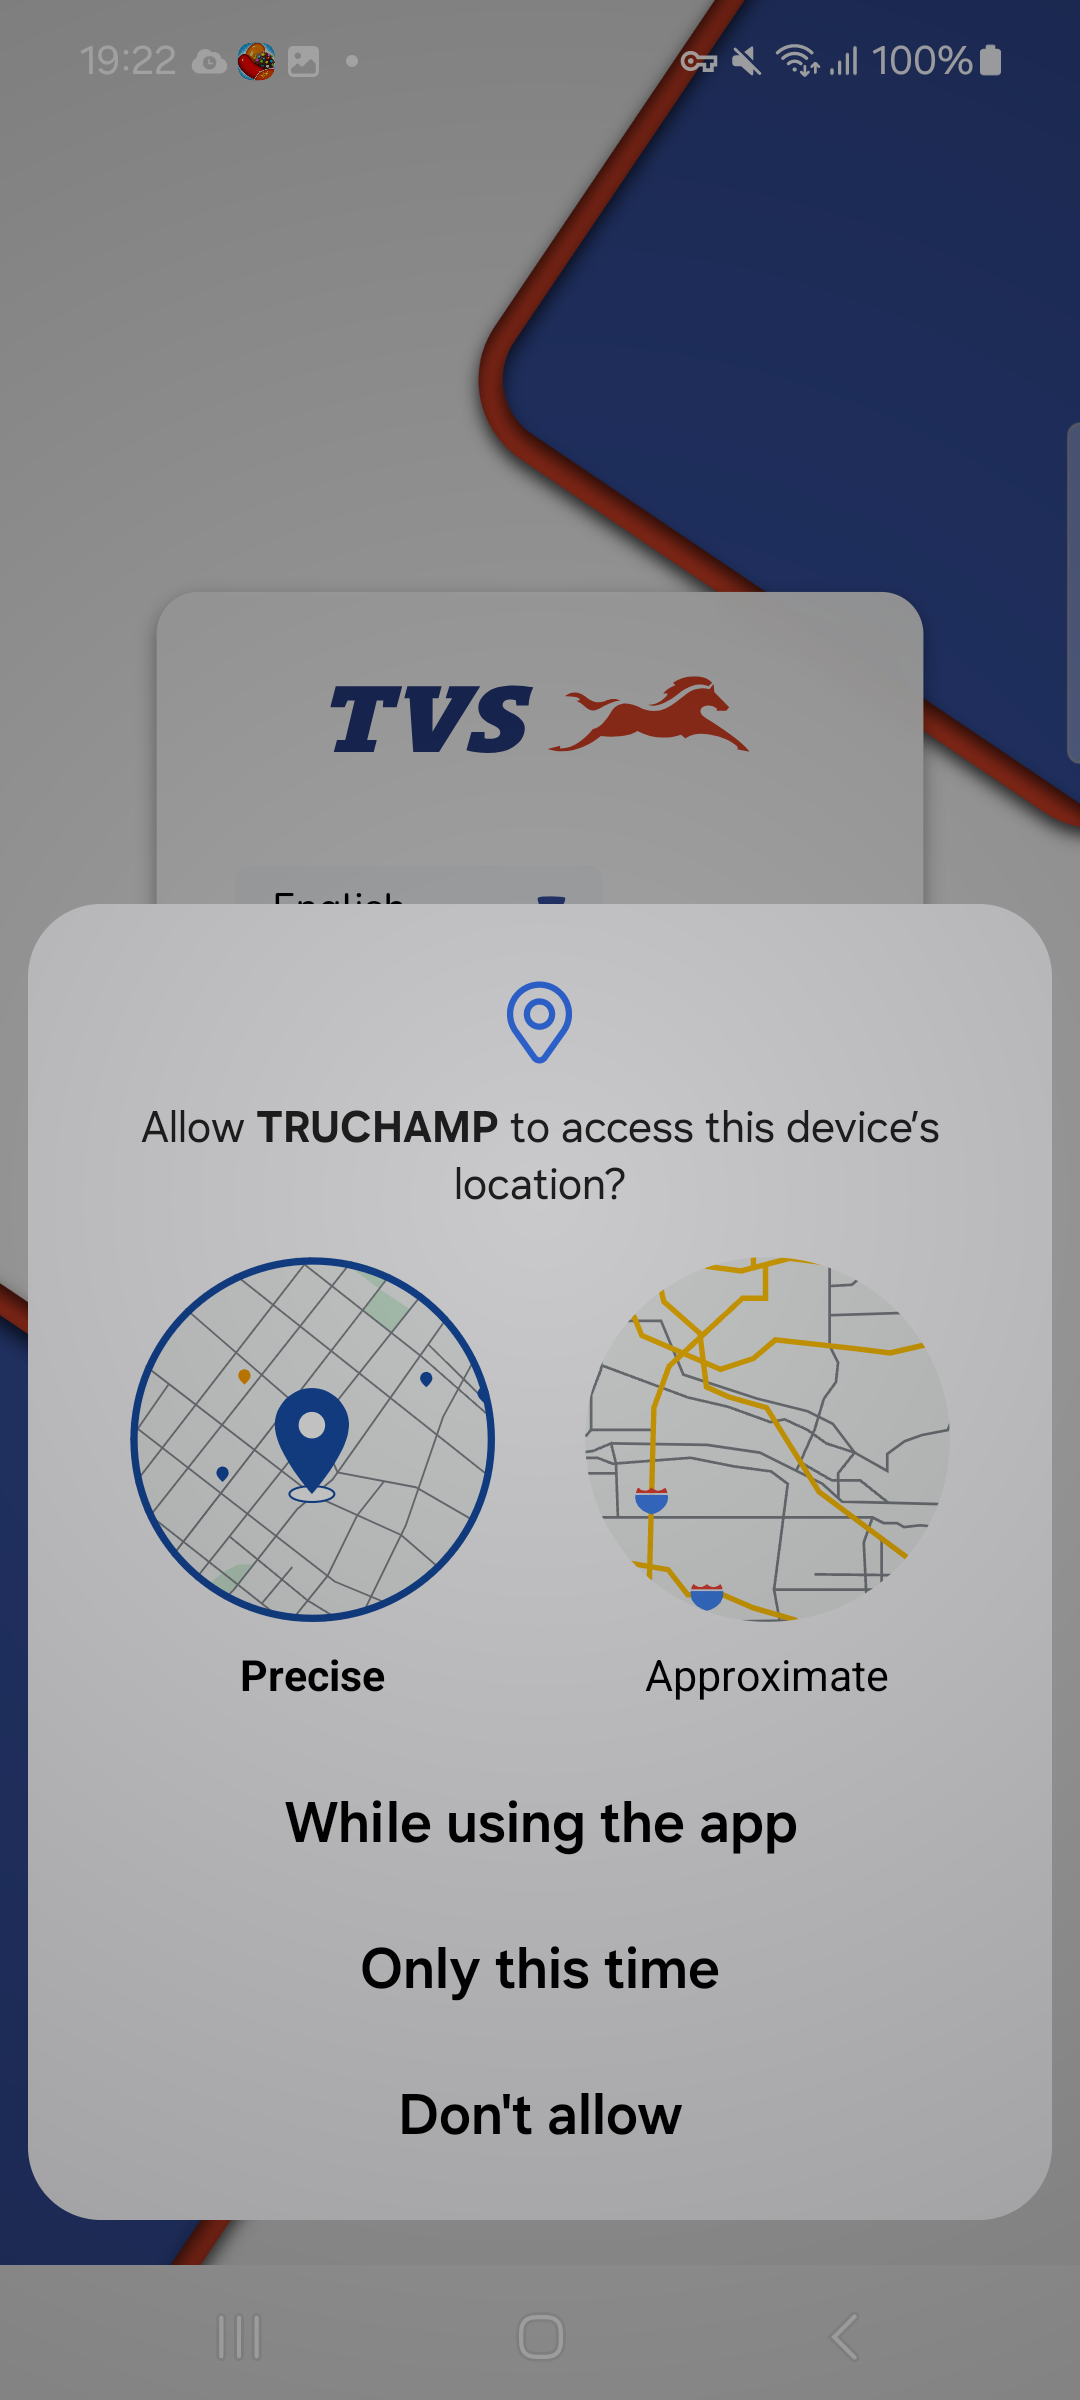 19:22
100%
TVS
English
Allow TRUCHAMP to access this device's
location?
Precise
Approximate
While using the app
Only this time
Don't allow